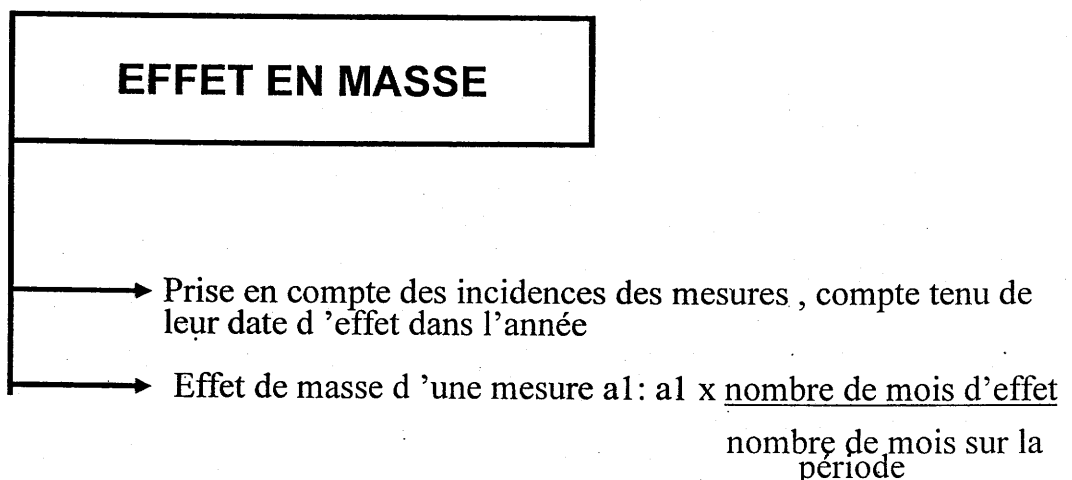 EFFET EN MASSE
Prise en compte des incidences des mesures , compte tenu de
leur date d 'effet dans l'année
Effet de masse d 'une mesure a1: a1 x nombre de mois d'effet
nombre de mois sur la
période